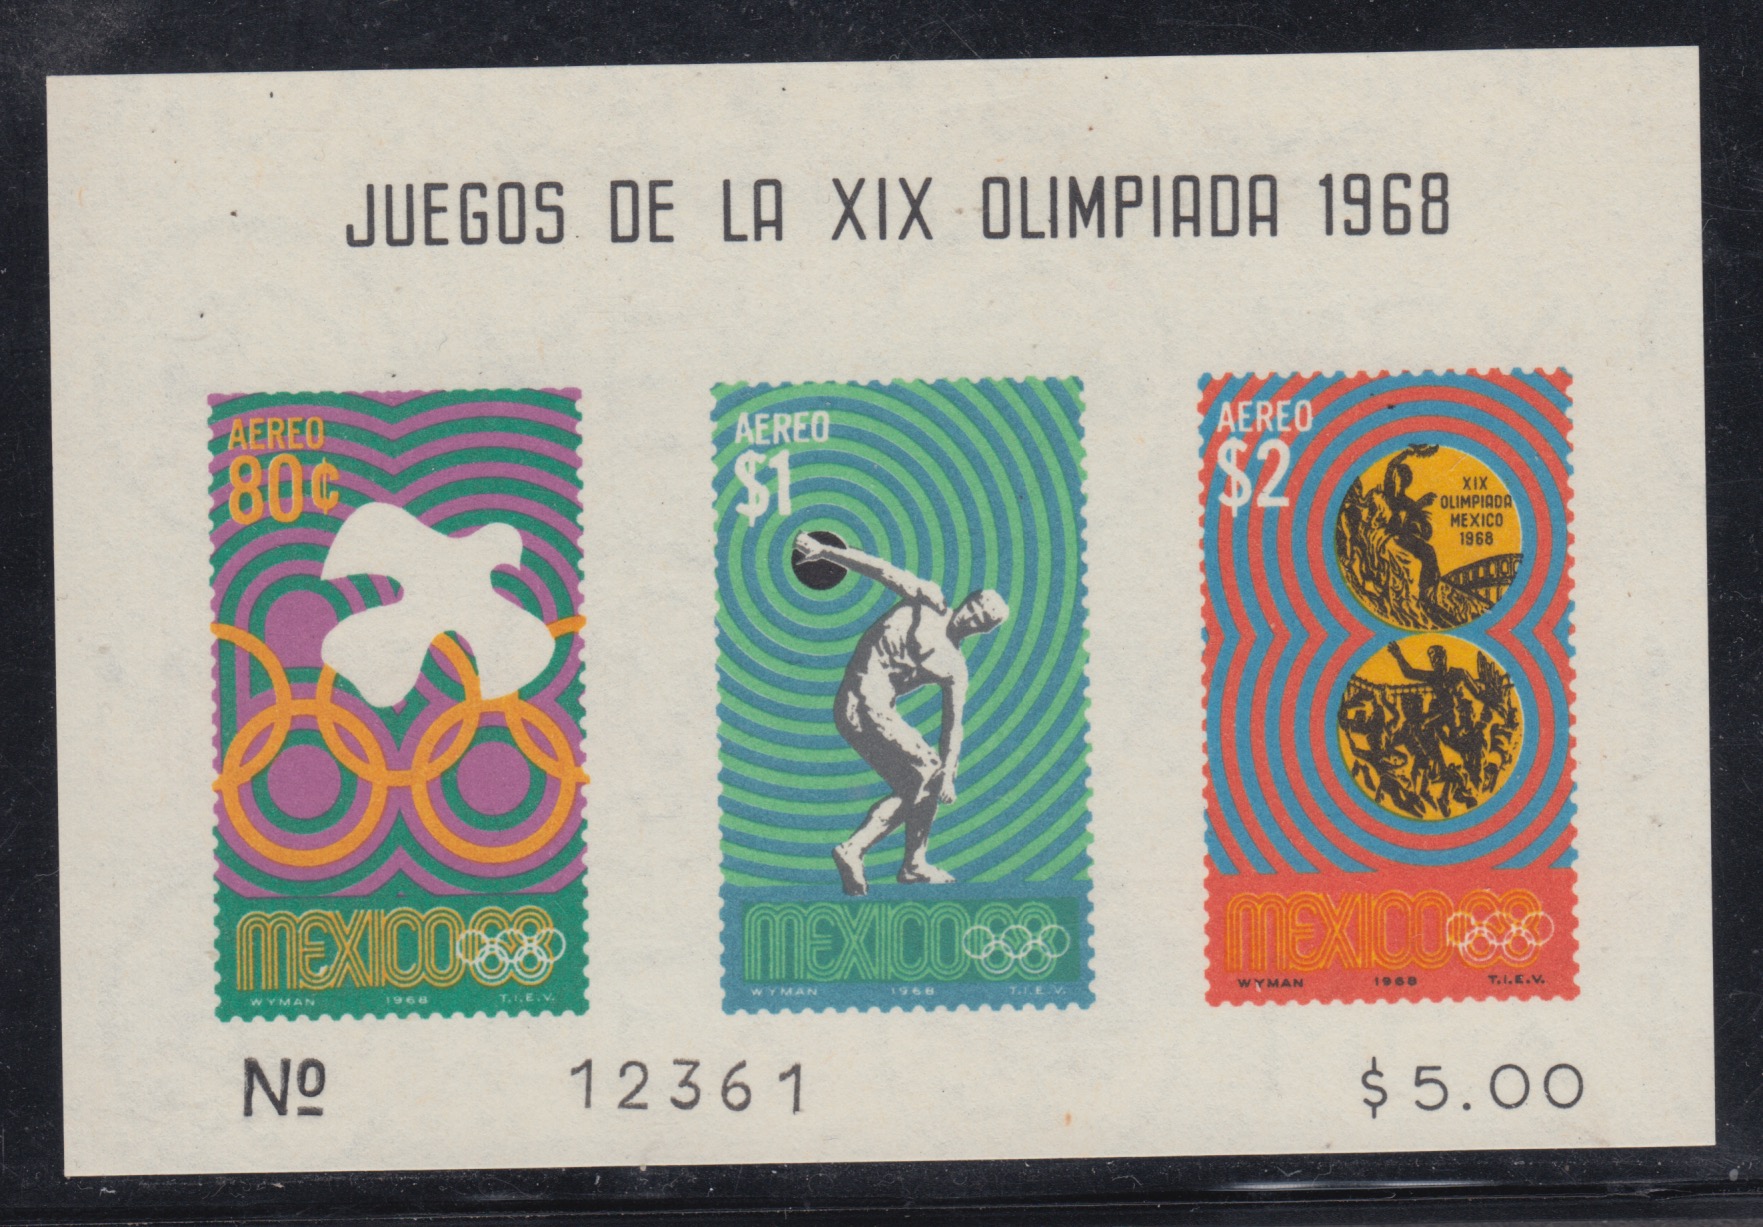 JUEGOS DE LA XIX OLIMPIADA 1968
AEREO
80¢
MEXICO68
WYMAN 1968 T.I.E.V.
AEREO
$1
MEXICO68
WYMAN 1968 T.I.E.V.
AEREO
$2
XIX
OLIMPIADA
MEXICO
1968
MEXICO68
WYMAN 1968 T.I.E.V.
Nº 12361 $5.00